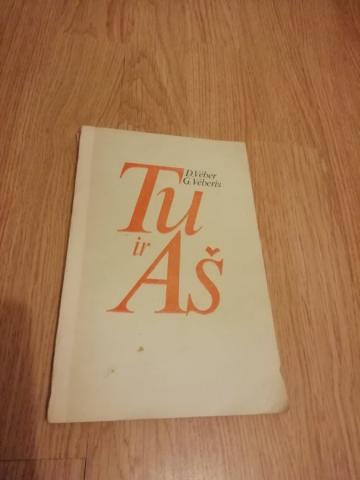 D. Vėber
G. Vėberis
Tu
ir
Aš